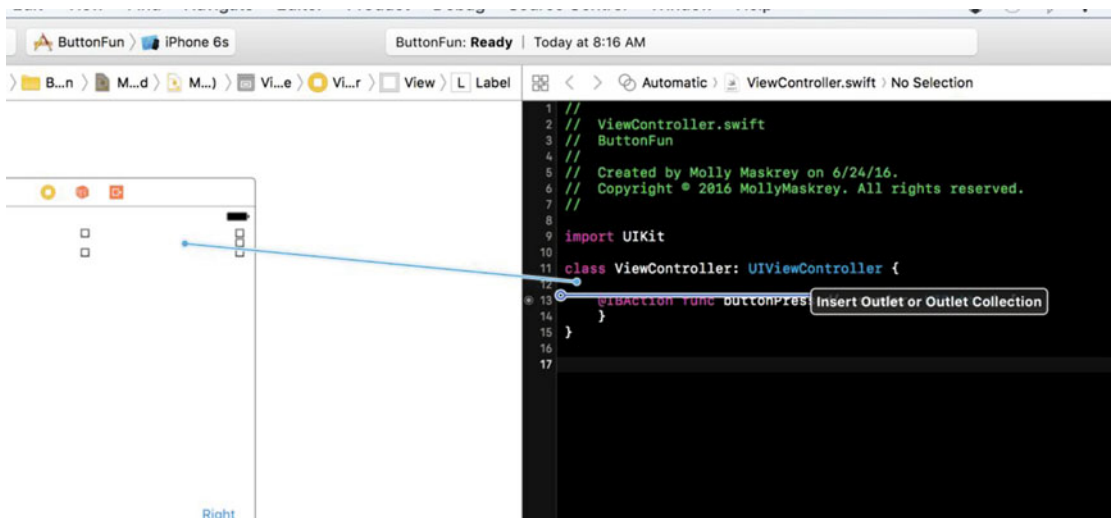 ButtonFun 〉 iPhone 6s
ButtonFun: Ready | Today at 8:16 AM
B...n 〉 M...d 〉 M...) 〉 Vi...e 〉 Vi...r 〉 View 〉 L Label
Automatic 〉 ViewController.swift 〉 No Selection
1 //
2 // ViewController.swift
3 // ButtonFun
4 //
5 // Created by Molly Maskrey on 6/24/16.
6 // Copyright © 2016 MollyMaskrey. All rights reserved.
7 //
8
9 import UIKit
10
11 class ViewController: UIViewController {
12
13 @IBAction func buttonPress
Insert Outlet or Outlet Collection
14 }
15 }
16
17
Right